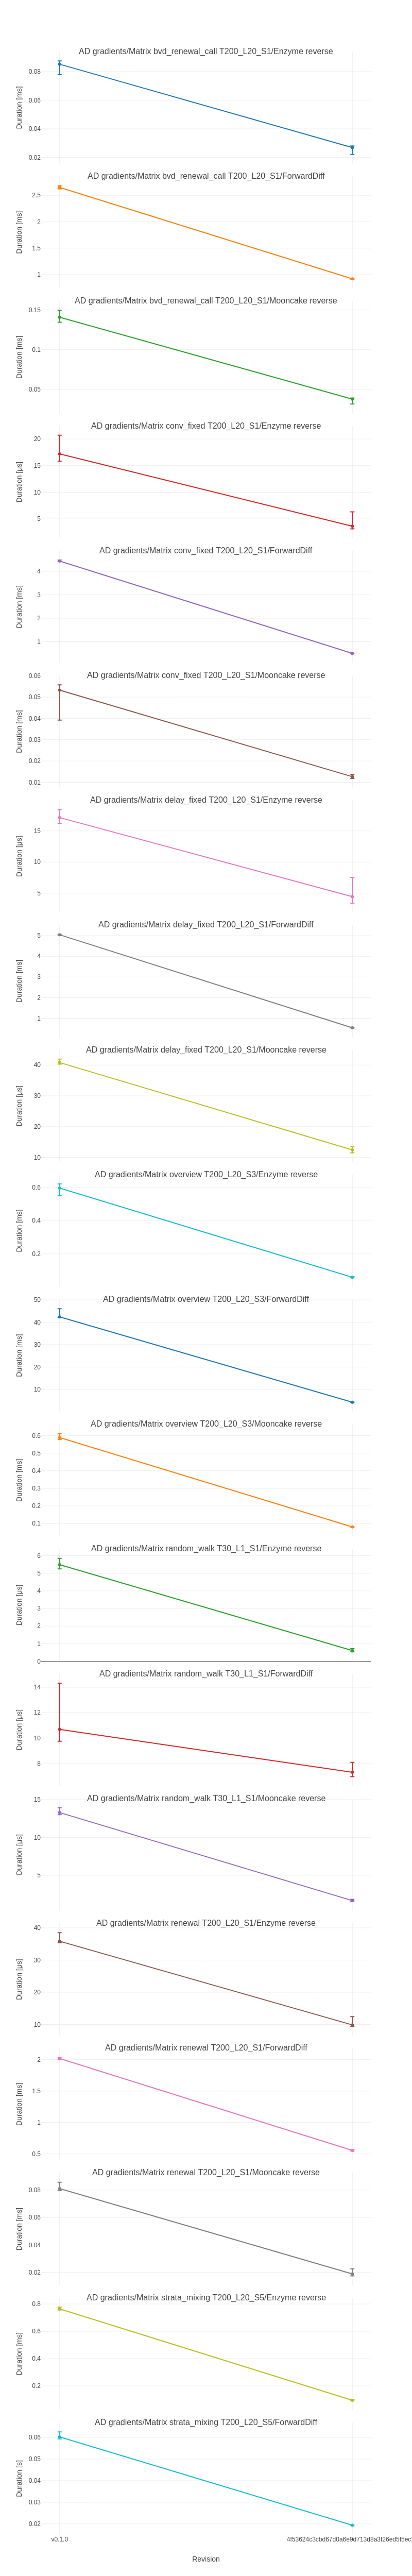 AD gradients/Matrix bvd_renewal_call T200_L20_S1/Enzyme reverse
Duration [ms]
0.08
0.06
0.04
0.02
AD gradients/Matrix bvd_renewal_call T200_L20_S1/ForwardDiff
Duration [ms]
2.5
2
1.5
1
AD gradients/Matrix bvd_renewal_call T200_L20_S1/Mooncake reverse
Duration [ms]
0.15
0.1
0.05
AD gradients/Matrix conv_fixed T200_L20_S1/Enzyme reverse
Duration [μs]
20
15
10
5
AD gradients/Matrix conv_fixed T200_L20_S1/ForwardDiff
Duration [ms]
4
3
2
1
AD gradients/Matrix conv_fixed T200_L20_S1/Mooncake reverse
Duration [ms]
0.06
0.05
0.04
0.03
0.02
0.01
AD gradients/Matrix delay_fixed T200_L20_S1/Enzyme reverse
Duration [μs]
15
10
5
AD gradients/Matrix delay_fixed T200_L20_S1/ForwardDiff
Duration [ms]
5
4
3
2
1
AD gradients/Matrix delay_fixed T200_L20_S1/Mooncake reverse
Duration [μs]
40
30
20
10
AD gradients/Matrix overview T200_L20_S3/Enzyme reverse
Duration [ms]
0.6
0.4
0.2
AD gradients/Matrix overview T200_L20_S3/ForwardDiff
Duration [ms]
50
40
30
20
10
AD gradients/Matrix overview T200_L20_S3/Mooncake reverse
Duration [ms]
0.6
0.5
0.4
0.3
0.2
0.1
AD gradients/Matrix random_walk T30_L1_S1/Enzyme reverse
Duration [μs]
6
5
4
3
2
1
0
AD gradients/Matrix random_walk T30_L1_S1/ForwardDiff
Duration [μs]
14
12
10
8
AD gradients/Matrix random_walk T30_L1_S1/Mooncake reverse
Duration [μs]
15
10
5
AD gradients/Matrix renewal T200_L20_S1/Enzyme reverse
Duration [μs]
40
30
20
10
AD gradients/Matrix renewal T200_L20_S1/ForwardDiff
Duration [ms]
2
1.5
1
0.5
AD gradients/Matrix renewal T200_L20_S1/Mooncake reverse
Duration [ms]
0.08
0.06
0.04
0.02
AD gradients/Matrix strata_mixing T200_L20_S5/Enzyme reverse
Duration [ms]
0.8
0.6
0.4
0.2
AD gradients/Matrix strata_mixing T200_L20_S5/ForwardDiff
Duration [s]
0.06
0.05
0.04
0.03
0.02
v0.1.0
4f53624c3cbd67d0a6e9d713d8a3f26ed5f5ec
Revision